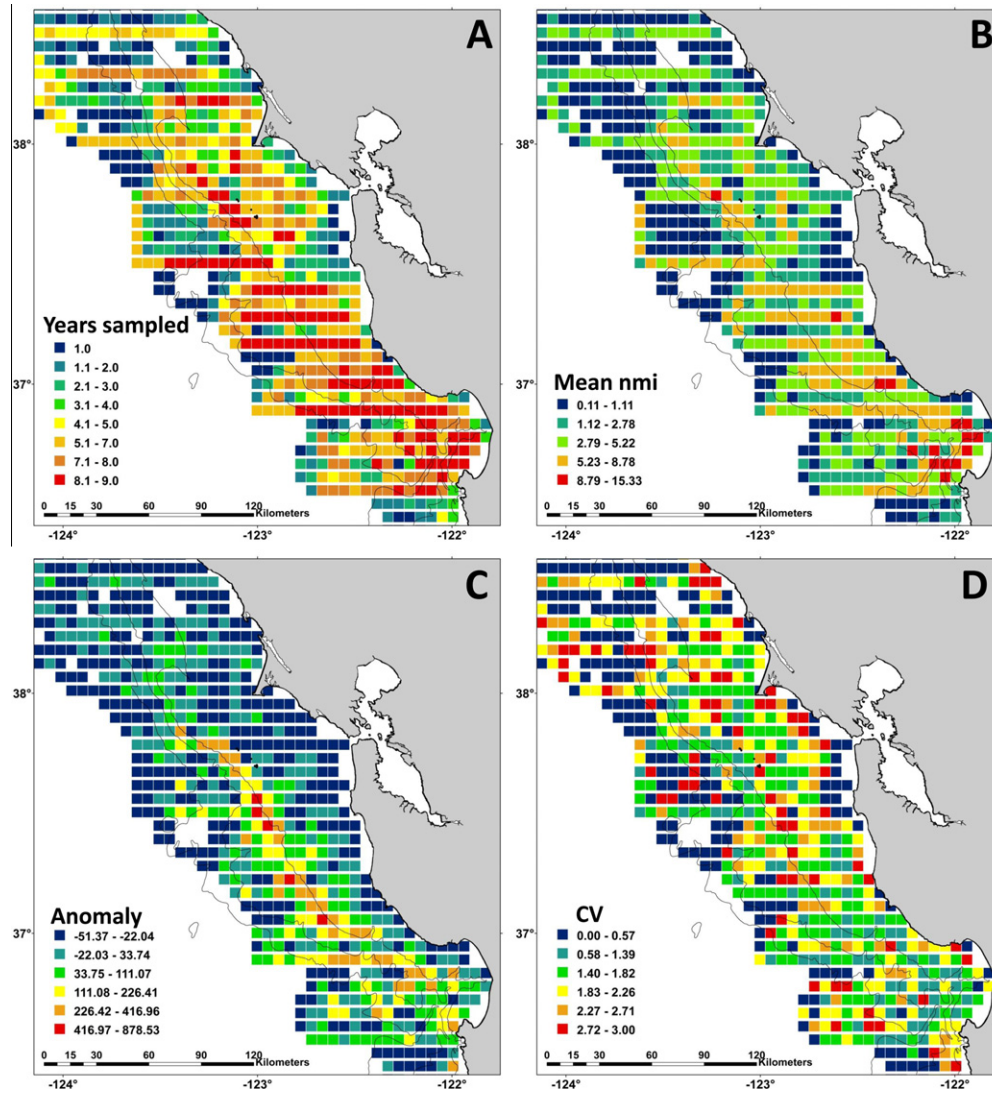 A
38°
37°
Years sampled
1.0
1.1 - 2.0
2.1 - 3.0
3.1 - 4.0
4.1 - 5.0
5.1 - 7.0
7.1 - 8.0
8.1 - 9.0
0 15 30 60 90 120
Kilometers
-124° -123° -122°
B
38°
37°
Mean nmi
0.11 - 1.11
1.12 - 2.78
2.79 - 5.22
5.23 - 8.78
8.79 - 15.33
0 15 30 60 90 120
Kilometers
-124° -123° -122°
C
38°
37°
Anomaly
-51.37 - -22.04
-22.03 - 33.74
33.75 - 111.07
111.08 - 226.41
226.42 - 416.96
416.97 - 878.53
0 15 30 60 90 120
Kilometers
-124° -123° -122°
D
38°
37°
CV
0.00 - 0.57
0.58 - 1.39
1.40 - 1.82
1.83 - 2.26
2.27 - 2.71
2.72 - 3.00
0 15 30 60 90 120
Kilometers
-124° -123° -122°